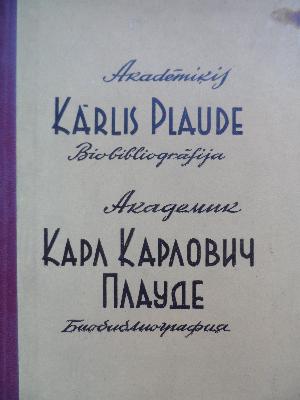 Akadēmiķis
KĀRLIS PLAUDE
Biobibliogrāfija
Академик
КАРЛ КАРЛОВИЧ
ПЛАУДЕ
Биобиблиография